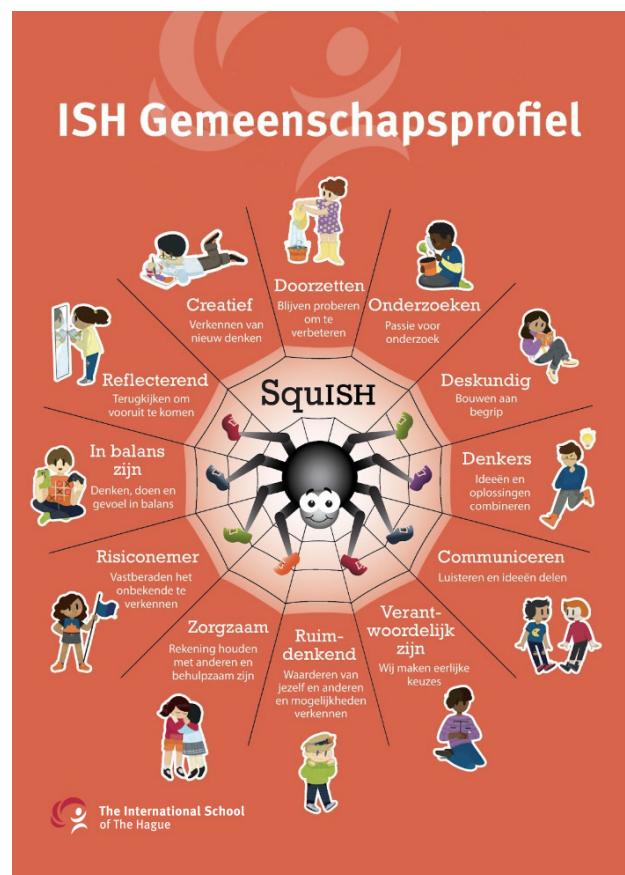 ISH Gemeenschapsprofiel
Doorzetten
Blijven proberen
om te
verbeteren
Onderzoeken
Passie voor
onderzoek
Deskundig
Bouwen aan
begrip
Denkers
Ideeën en
oplossingen
combineren
Communiceren
Luisteren en ideeën delen
Verant-
woordelijk
zijn
Wij maken eerlijke
keuzes
Ruim-
denkend
Waarderen van
jezelf en anderen
en mogelijkheden
verkennen
Zorgzaam
Rekening houden
met anderen en
behulpzaam zijn
Risiconemer
Vastberaden het
onbekende te
verkennen
In balans
zijn
Denken, doen en
gevoel in balans
Reflecterend
Terugkijken om
vooruit te komen
Creatief
Verkennen van
nieuw denken
SquISH
The International School
of The Hague